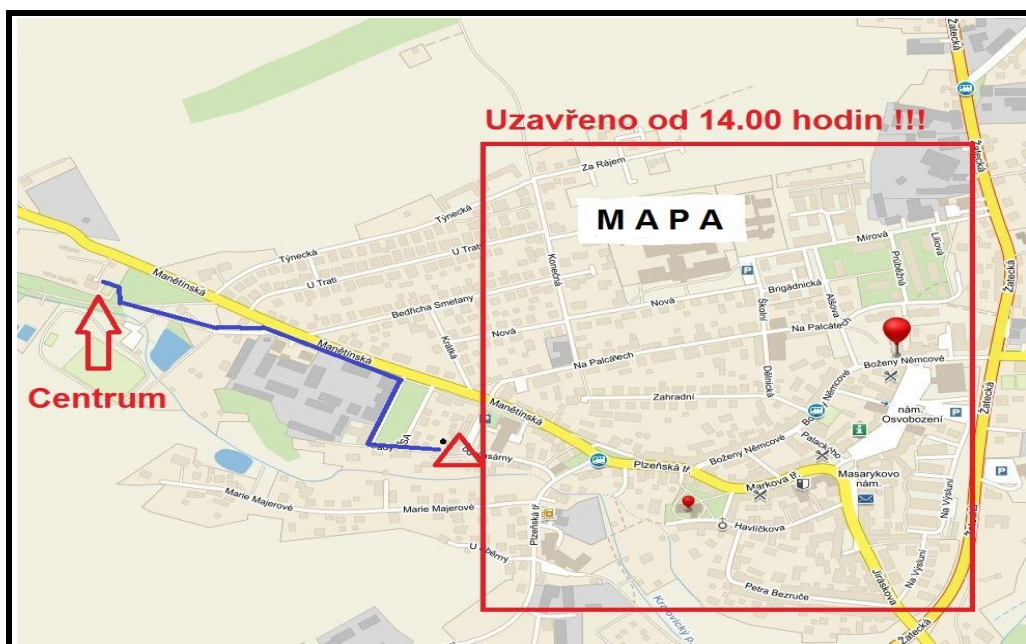 Žatecká
Uzavřeno od 14.00 hodin !!!
Žatecká
Za Rájem
MAPA
Týnecká
Mírová
Liliová
U Trati
Týnecká
Konečná
Průběžná
Manětínská
U Trati
Brigádnická
Žatecká
Nová
Školní
Alšova
Bedřicha Smetany
Na Palcátech
Nová
Krátká
Manětínská
Na Palcátech
Boženy Němcové
Centrum
Dělnická
Zahradní
Žatecká
Manětínská
nám.
Osvobození
Boženy Němcové
Palackého
Plzeňská tř.
Masarykovo
nám.
Markova tř.
Marie Majerové
Marie Majerové
Plzeňská tř.
Havlíčkova
Na Výsluní
Petra Bezruče
Na Výsluní
Jiráskova
Žatecká